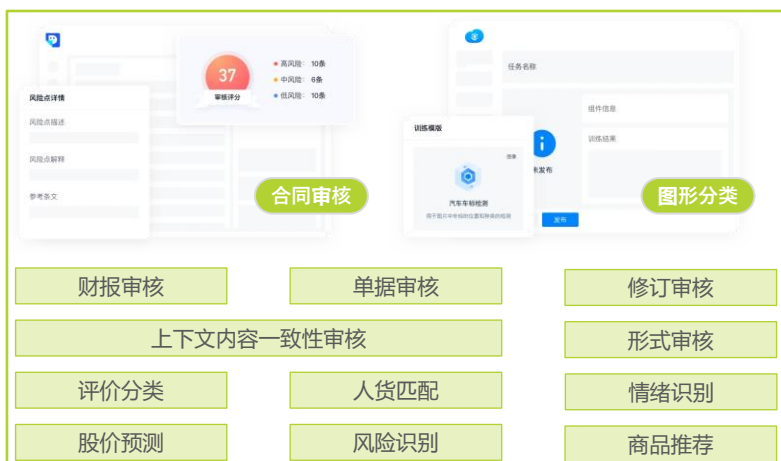 37
审核评分
高风险： 10条
中风险： 6条
低风险： 10条
风险点详情
风险点描述
风险点解释
参考条文
合同审核
任务名称
组件信息
训练结果
训练模版
图像
汽车车标检测
发布
发布
图形分类
财报审核
单据审核
修订审核
上下文内容一致性审核
形式审核
评价分类
人货匹配
情绪识别
股价预测
风险识别
商品推荐